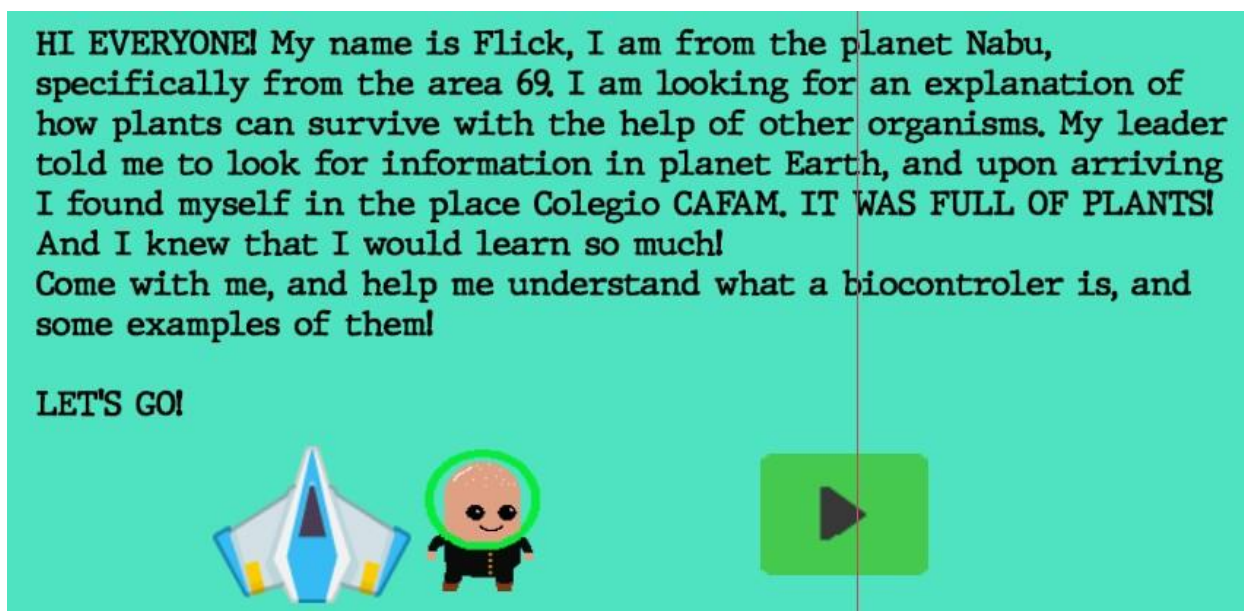 HI EVERYONE! My name is Flick, I am from the planet Nabu,
specifically from the area 69. I am looking for an explanation of
how plants can survive with the help of other organisms. My leader
told me to look for information in planet Earth, and upon arriving
I found myself in the place Colegio CAFAM. IT WAS FULL OF PLANTS!
And I knew that I would learn so much!
Come with me, and help me understand what a biocontroler is, and
some examples of them!
LET'S GO!